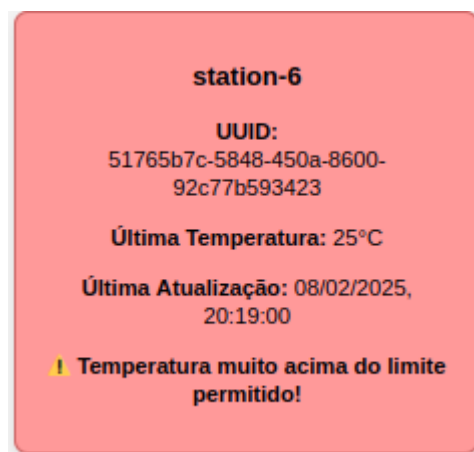 station-6
UUID:
51765b7c-5848-450a-8600-
92c77b593423
Última Temperatura: 25°C
Última Atualização: 08/02/2025,
20:19:00
⚠️ Temperatura muito acima do limite
permitido!